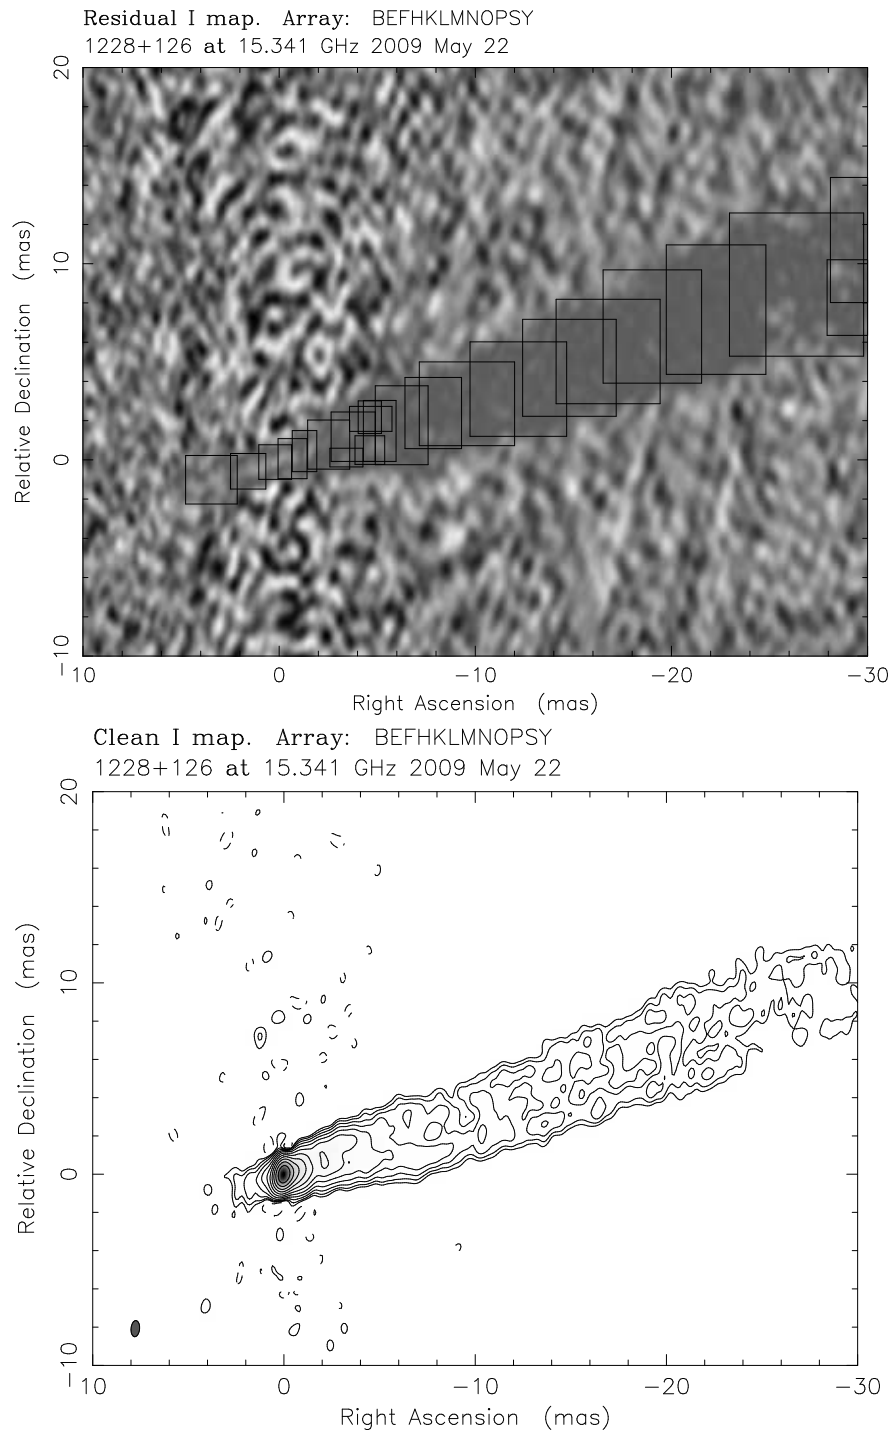 Residual I map. Array: BEFHKLMNOPSY
1228+126 at 15.341 GHz 2009 May 22
20
10
0
−10
Relative Declination (mas)
10 0 −10 −20 −30
Right Ascension (mas)
Clean I map. Array: BEFHKLMNOPSY
1228+126 at 15.341 GHz 2009 May 22
20
10
0
−10
Relative Declination (mas)
10 0 −10 −20 −30
Right Ascension (mas)